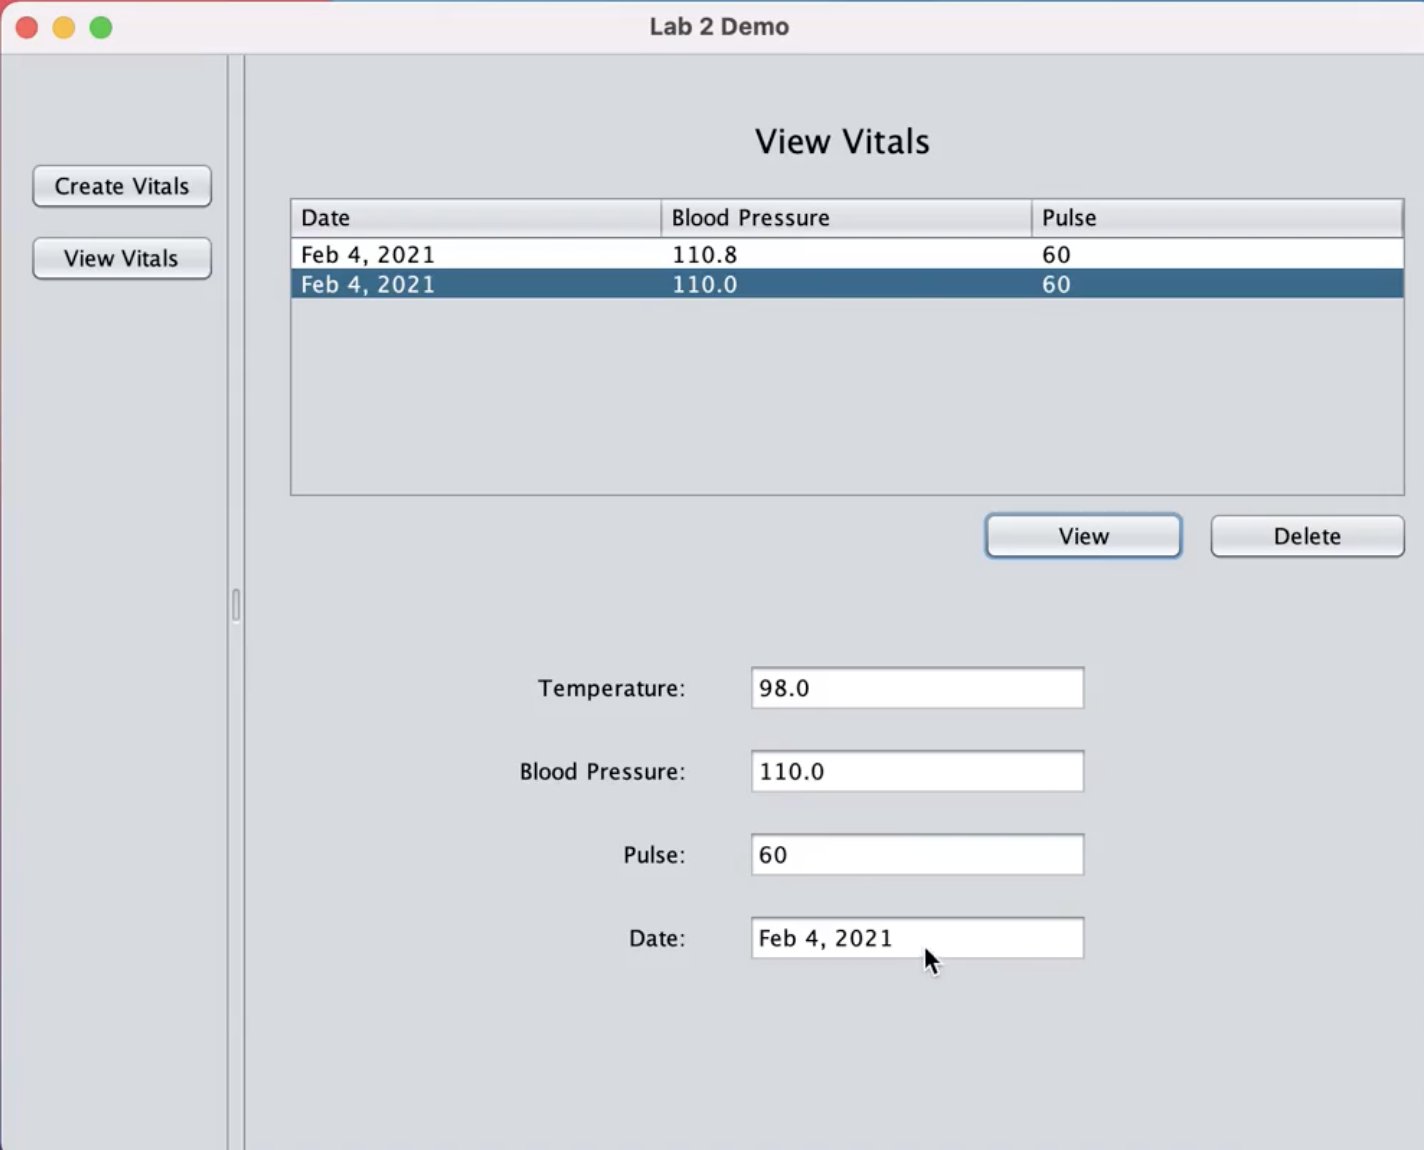 Lab 2 Demo
Create Vitals
View Vitals
View Vitals
Date Blood Pressure Pulse
Feb 4, 2021 110.8 60
Feb 4, 2021 110.0 60
View Delete
Temperature: 98.0
Blood Pressure: 110.0
Pulse: 60
Date: Feb 4, 2021